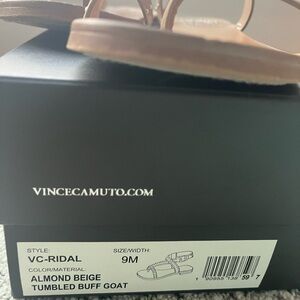 VINCECAMUTO.COM
STYLE: SIZE/WIDTH:
VC-RIDAL 9M
COLOR/MATERIAL:
ALMOND BEIGE
TUMBLED BUFF GOAT